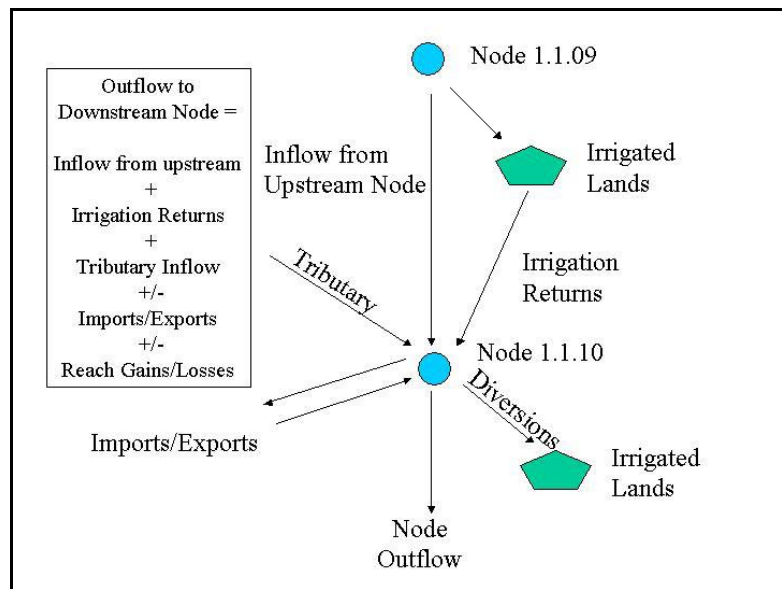 Outflow to
Downstream Node =
Inflow from upstream
+
Irrigation Returns
+
Tributary Inflow
+/-
Imports/Exports
+/-
Reach Gains/Losses
Node 1.1.09
Inflow from
Upstream Node
Irrigated
Lands
Tributary
Irrigation
Returns
Node 1.1.10
Diversions
Imports/Exports
Irrigated
Lands
Node
Outflow